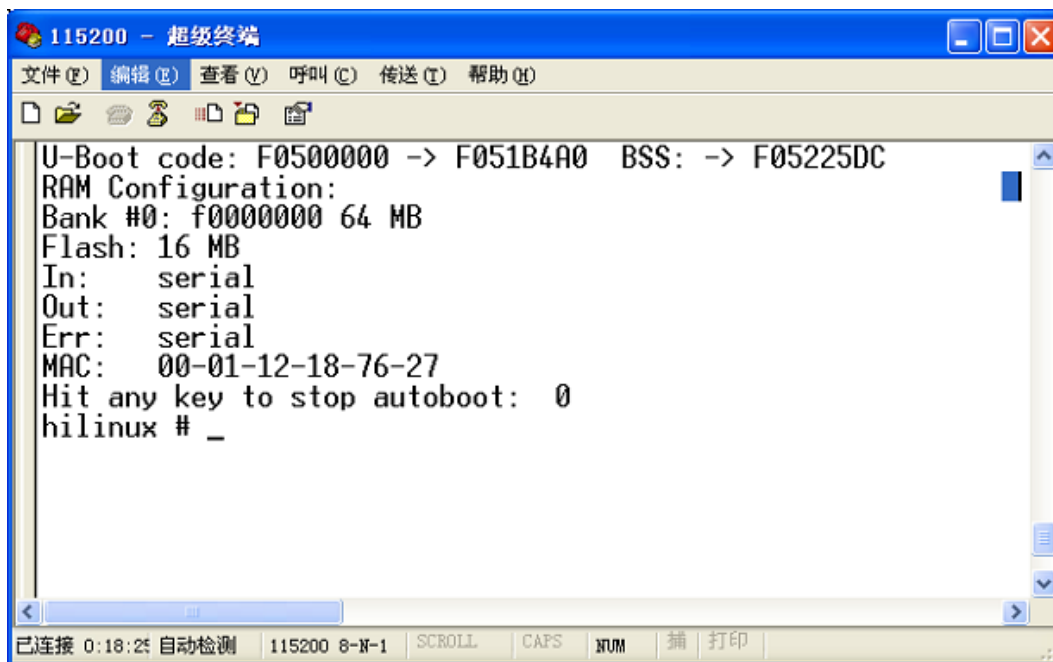 115200 - 超级终端
文件(F) 编辑(E) 查看(V) 呼叫(C) 传送(T) 帮助(H)
U-Boot code: F0500000 -> F051B4A0  BSS: -> F05225DC
RAM Configuration:
Bank #0: f0000000 64 MB
Flash: 16 MB
In:    serial
Out:   serial
Err:   serial
MAC:   00-01-12-18-76-27
Hit any key to stop autoboot:  0
hilinux # _
已连接 0:18:25 自动检测 115200 8-N-1 SCROLL CAPS NUM 捕 打印